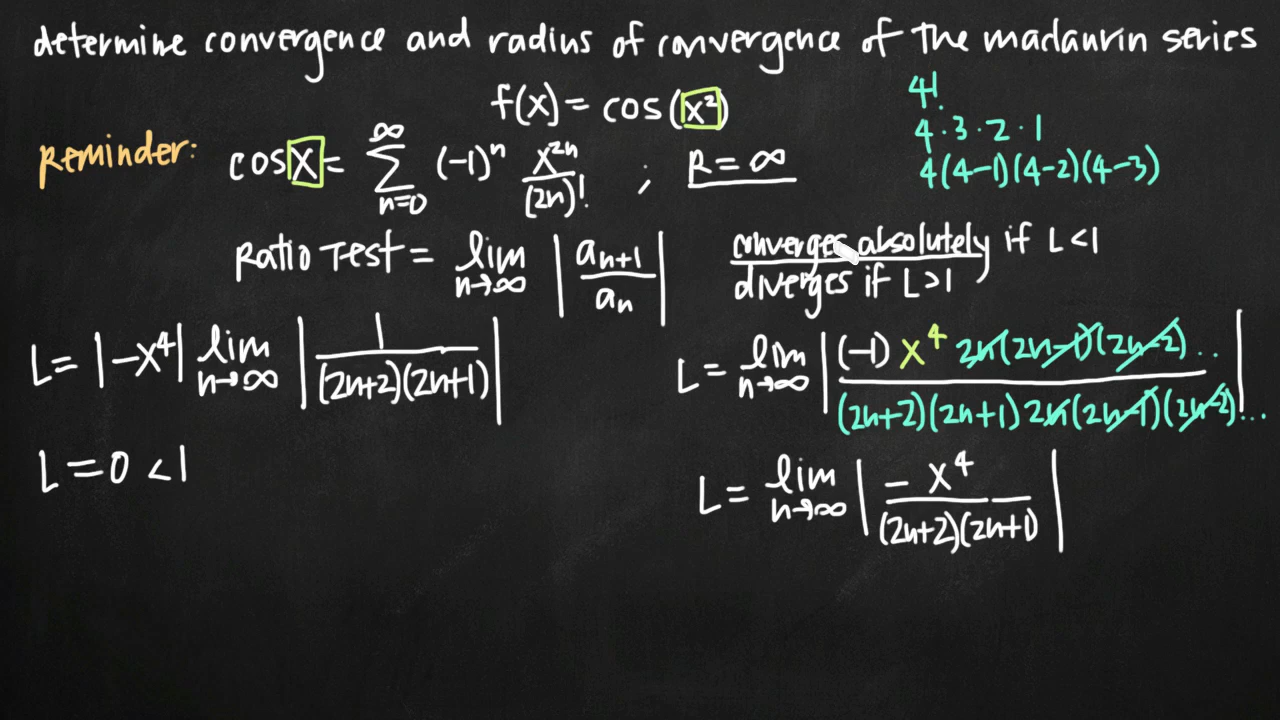 determine convergence and radius of convergence of the maclaurin series
f(x) = cos(x²)
4!
4·3·2·1
4(4-1)(4-2)(4-3)
Reminder: cos x = ∑_{n=0}^{∞} (-1)ⁿ x²ⁿ/(2n)! ; R = ∞
Ratio Test = lim_{n→∞} |a_{n+1}/a_n|
converges absolutely if L<1
diverges if L>1
L = |-x⁴| lim_{n→∞} |1/((2n+2)(2n+1))|
L = lim_{n→∞} |(-1) x⁴ 2n(2n-1)(2n-2).../((2n+2)(2n+1)2n(2n-1)(2n-2)...)|
L = 0 < 1
L = lim_{n→∞} |-x⁴/((2n+2)(2n+1))|